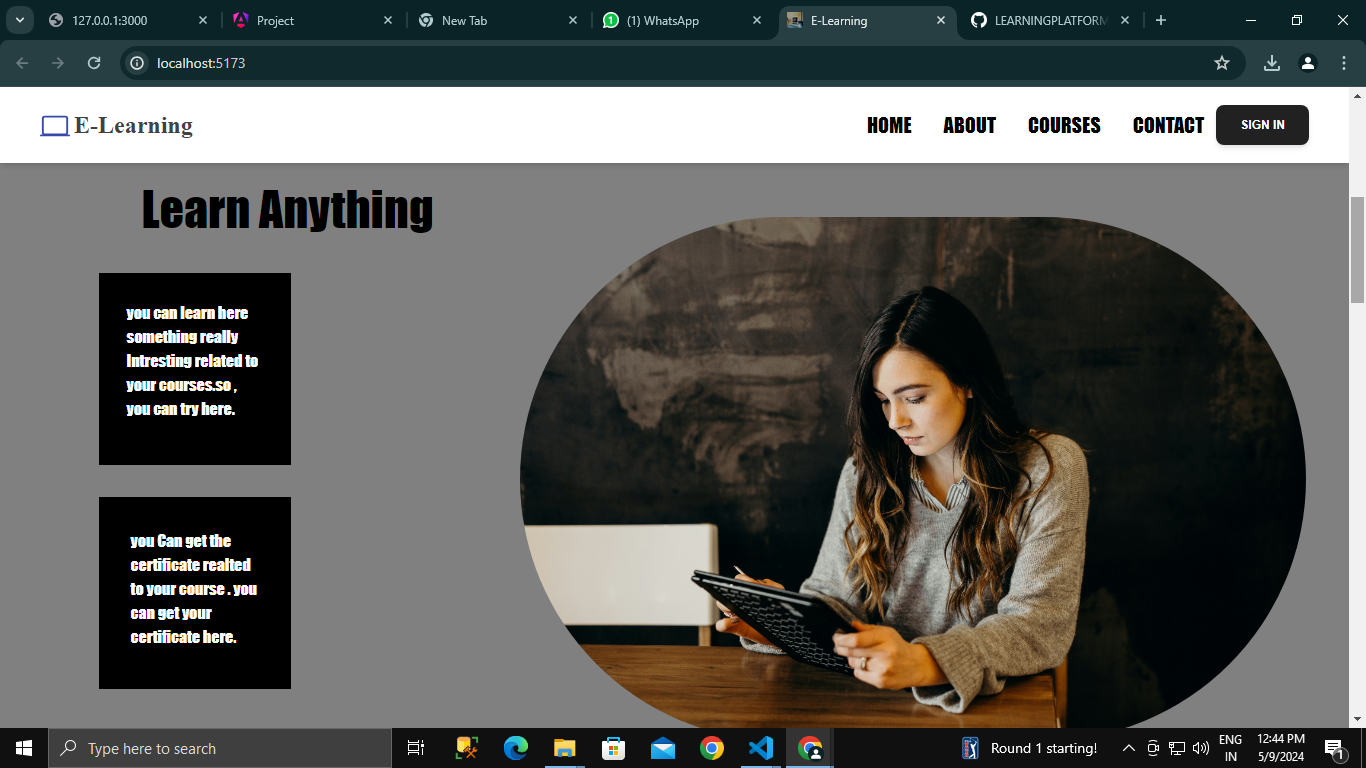 127.0.0.1:3000
Project
New Tab
(1) WhatsApp
E-Learning
LEARNINGPLATFORM
localhost:5173
E-Learning
HOME
ABOUT
COURSES
CONTACT
SIGN IN
Learn Anything
you can learn here
something really
Intresting related to
your courses.so ,
you can try here.
you Can get the
certificate realted
to your course . you
can get your
certificate here.
Type here to search
Round 1 starting!
ENG
IN
12:44 PM
5/9/2024
1